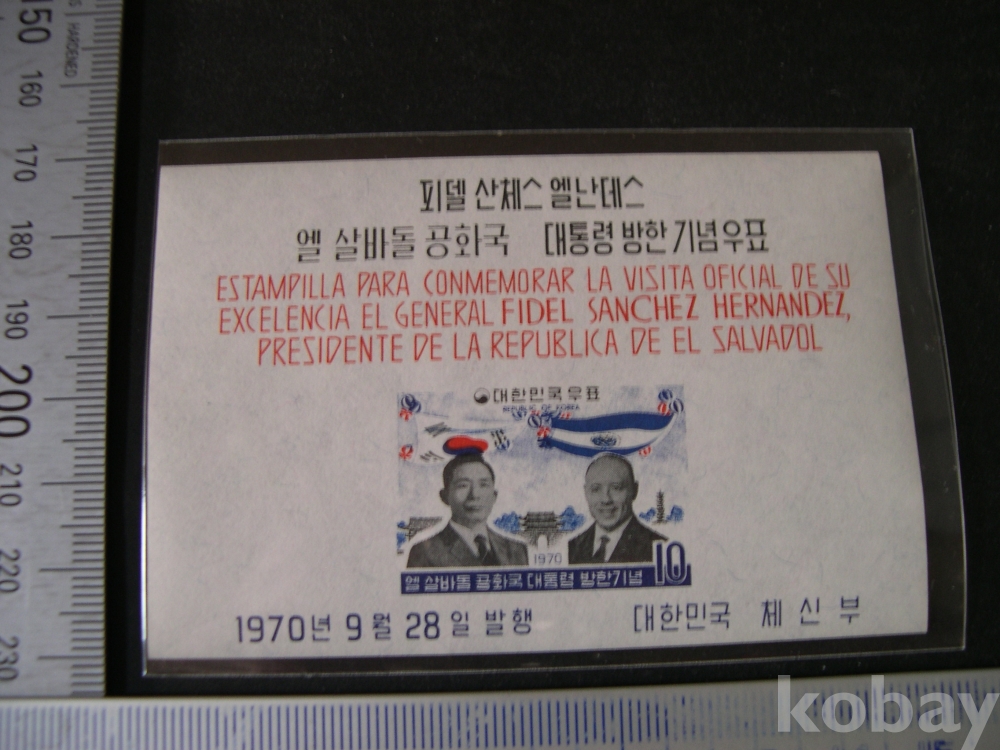 150
HARDENED
160
170
180
190
200
210
220
230
피델 산체스 엘난데스
엘 살바돌 공화국 대통령 방한 기념우표
ESTAMPILLA PARA CONMEMORAR LA VISITA OFICIAL DE SU
EXCELENCIA EL GENERAL FIDEL SANCHEZ HERNANDEZ,
PRESIDENTE DE LA REPUBLICA DE EL SALVADOL
대한민국우표
REPUBLIC OF KOREA
1970
10
엘 살바돌 공화국 대통령 방한기념
1970년 9월 28일 발행 대한민국 체신부
kobay